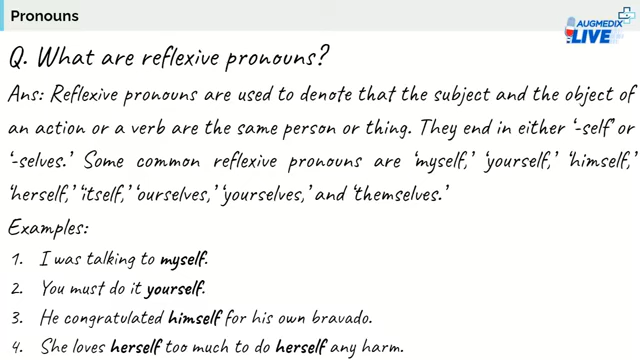 Pronouns
AUGMEDIX
LIVE
Q. What are reflexive pronouns?
Ans: Reflexive pronouns are used to denote that the subject and the object of
an action or a verb are the same person or thing. They end in either ‘-self’ or
‘-selves.’ Some common reflexive pronouns are ‘myself,’ ‘yourself,’ ‘himself,’
‘herself,’ ‘itself,’ ‘ourselves,’ ‘yourselves,’ and ‘themselves.’
Examples:
1. I was talking to myself.
2. You must do it yourself.
3. He congratulated himself for his own bravado.
4. She loves herself too much to do herself any harm.